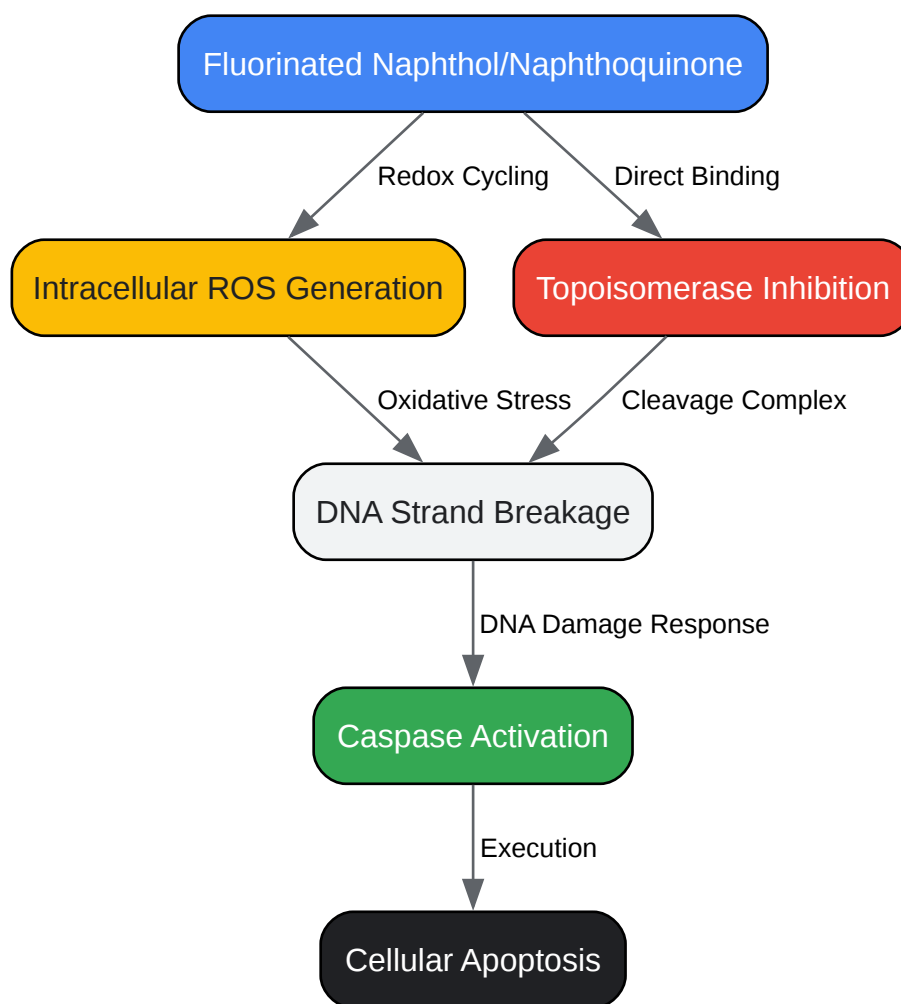 Fluorinated Naphthol/Naphthoquinone
Redox Cycling
Direct Binding
Intracellular ROS Generation
Topoisomerase Inhibition
Oxidative Stress
Cleavage Complex
DNA Strand Breakage
DNA Damage Response
Caspase Activation
Execution
Cellular Apoptosis